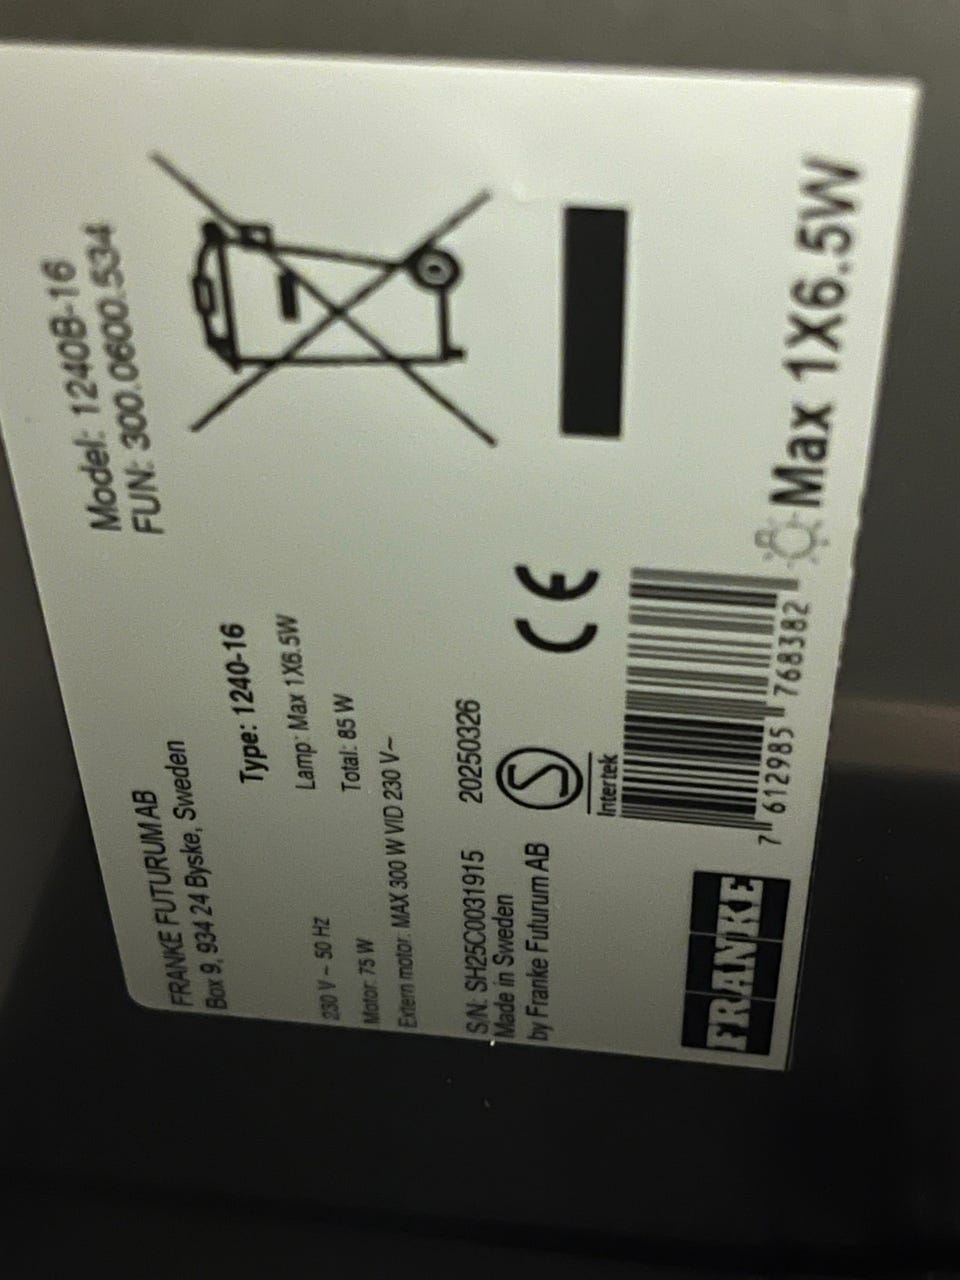 Model: 1240B-16
FUN: 300.0600.534
FRANKE FUTURUM AB
Box 9, 934 24 Byske, Sweden
Type: 1240-16
230 V ~ 50 Hz Lamp: Max 1X6.5W
Motor: 75 W Total: 85 W
Extern motor: MAX 300 W VID 230 V~
S/N: SH25C0031915 20250326
Made in Sweden
by Franke Futurum AB
S
Intertek
CE
FRANKE
7 612985 768382
Max 1X6.5W